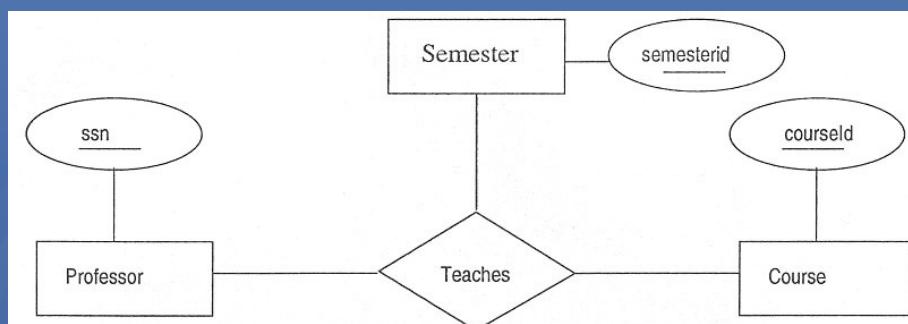 Semester
semesterid
ssn
courseId
Professor
Teaches
Course